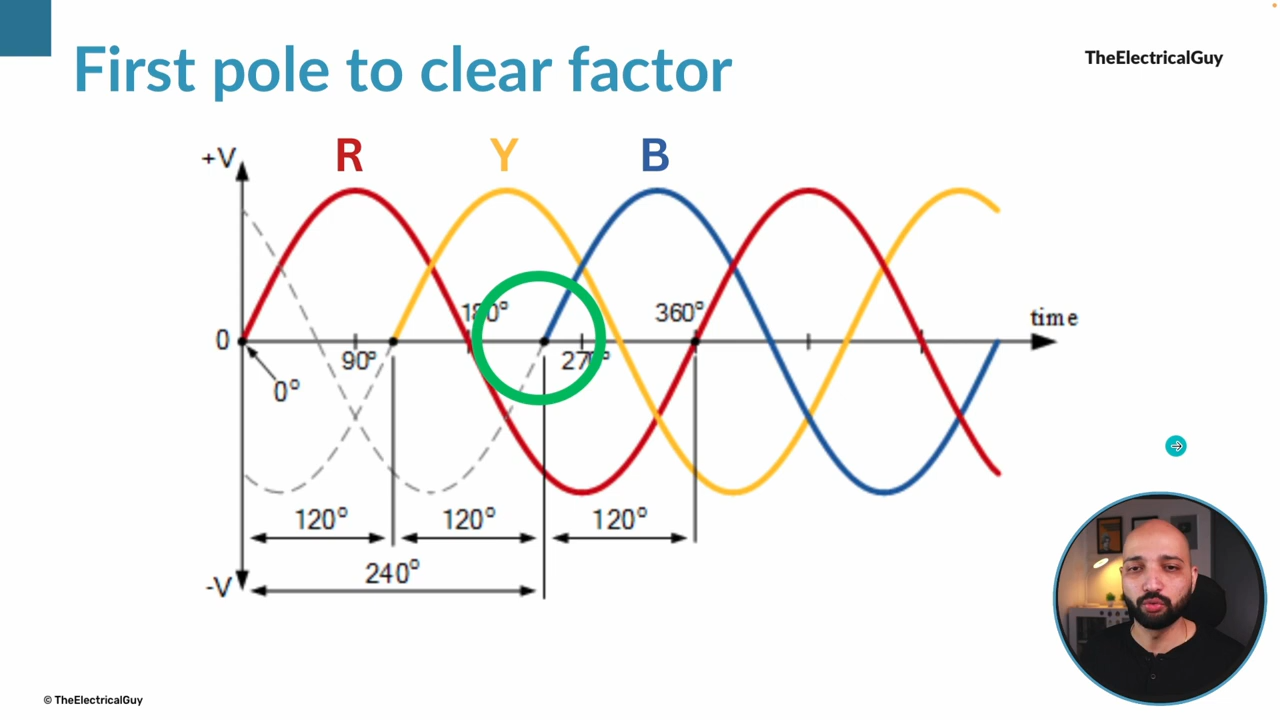 First pole to clear factor
TheElectricalGuy
R Y B
+V
180° 360°
time
0
90° 270°
0°
120° 120° 120°
240°
-V
© TheElectricalGuy